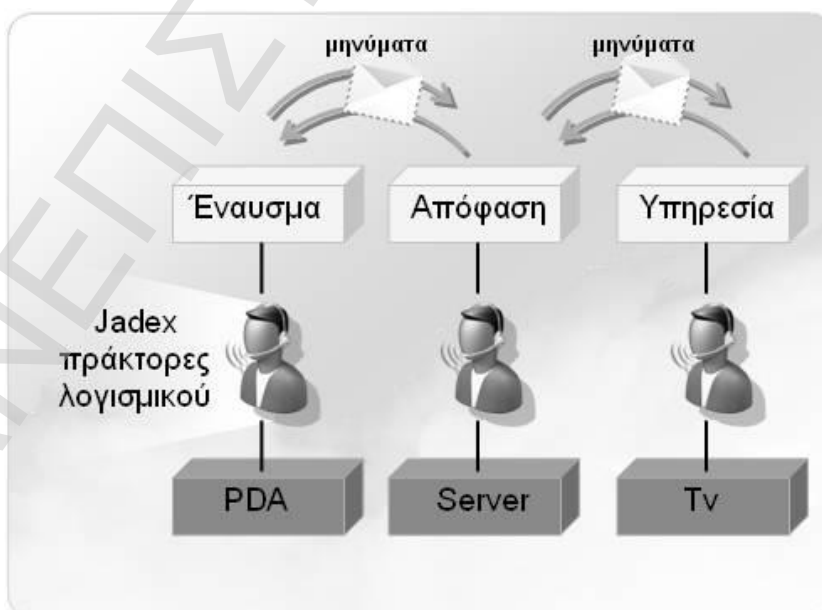 μηνύματα
μηνύματα
Έναυσμα
Απόφαση
Υπηρεσία
Jadex
πράκτορες
λογισμικού
PDA
Server
Tv